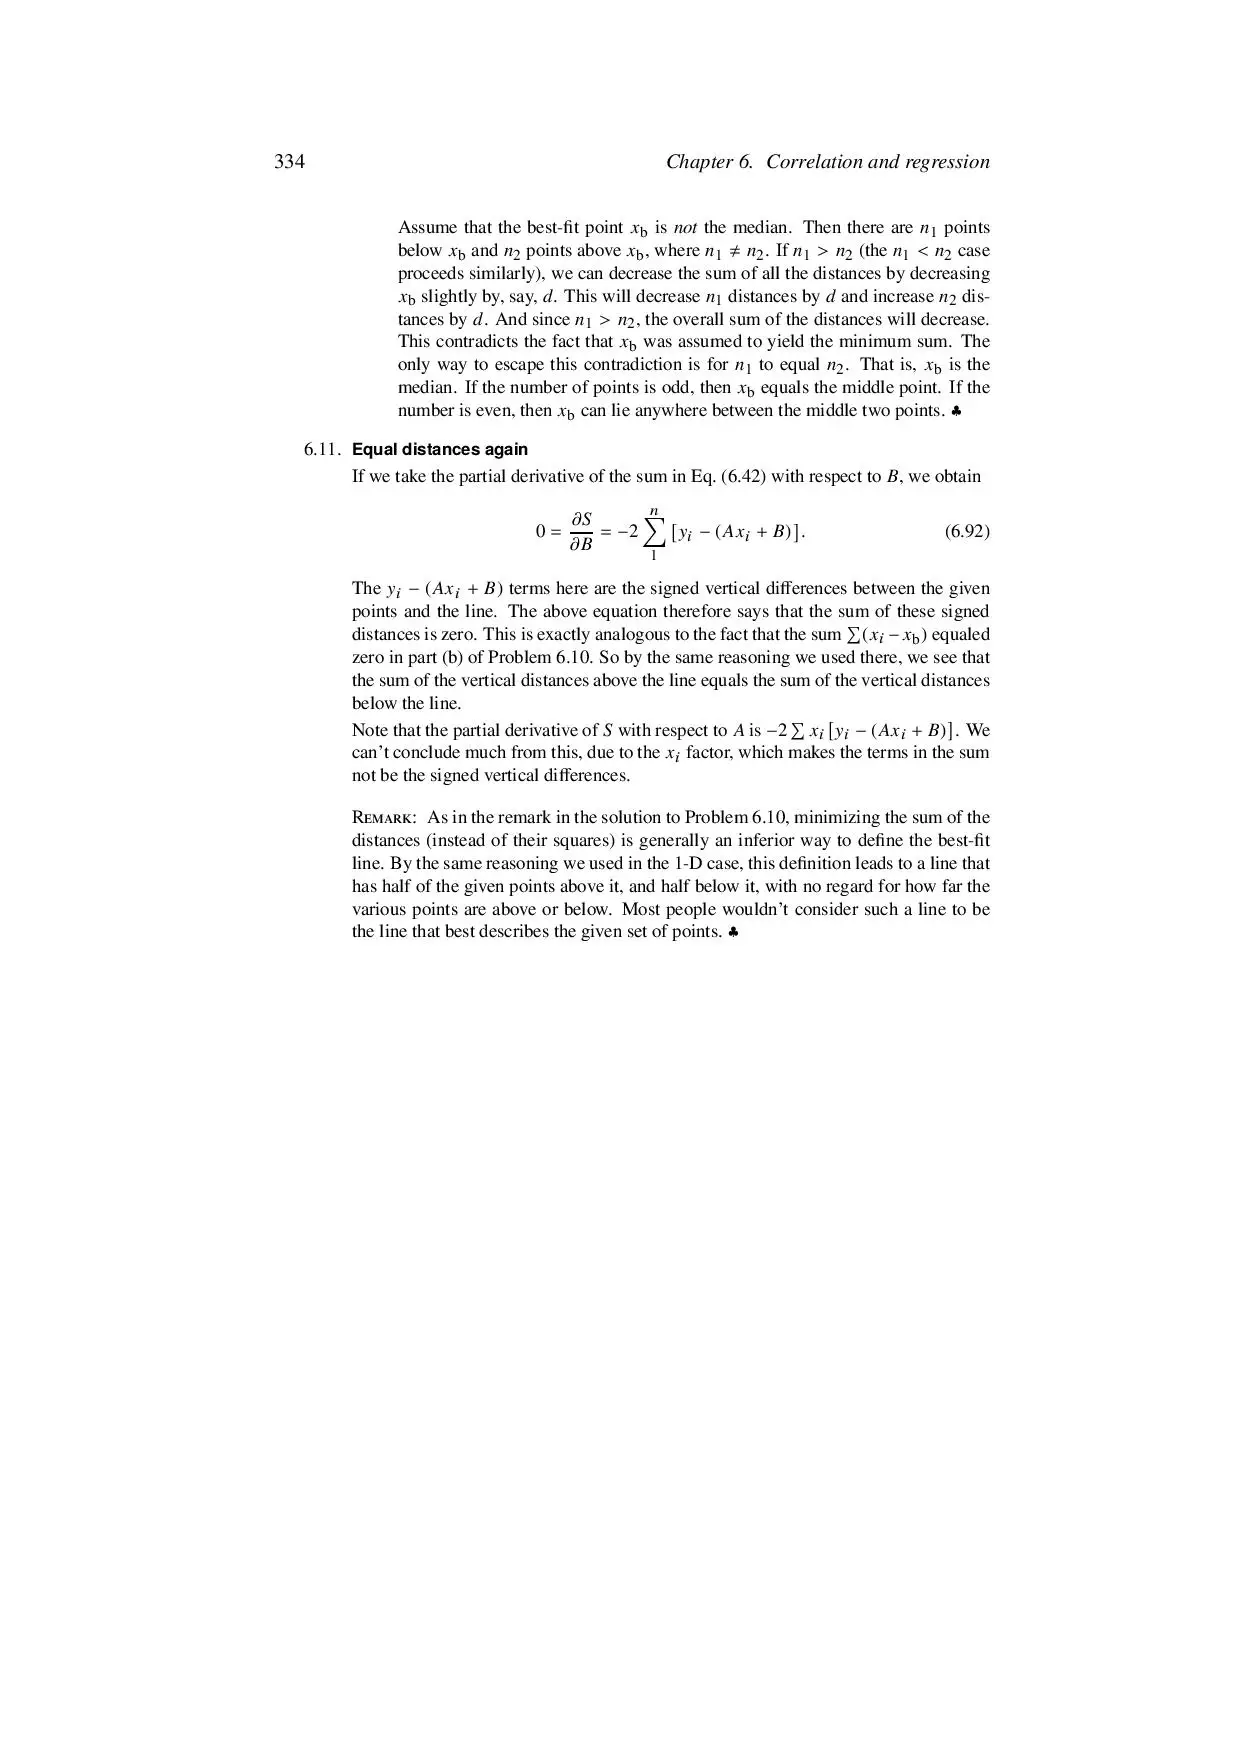 334 Chapter 6. Correlation and regression
Assume that the best-fit point x_b is not the median. Then there are n_1 points
below x_b and n_2 points above x_b, where n_1 ≠ n_2. If n_1 > n_2 (the n_1 < n_2 case
proceeds similarly), we can decrease the sum of all the distances by decreasing
x_b slightly by, say, d. This will decrease n_1 distances by d and increase n_2 dis-
tances by d. And since n_1 > n_2, the overall sum of the distances will decrease.
This contradicts the fact that x_b was assumed to yield the minimum sum. The
only way to escape this contradiction is for n_1 to equal n_2. That is, x_b is the
median. If the number of points is odd, then x_b equals the middle point. If the
number is even, then x_b can lie anywhere between the middle two points. ♣
6.11. Equal distances again
If we take the partial derivative of the sum in Eq. (6.42) with respect to B, we obtain
0 = ∂S/∂B = −2 ∑_1^n [y_i − (Ax_i + B)]. (6.92)
The y_i − (Ax_i + B) terms here are the signed vertical differences between the given
points and the line. The above equation therefore says that the sum of these signed
distances is zero. This is exactly analogous to the fact that the sum ∑(x_i − x_b) equaled
zero in part (b) of Problem 6.10. So by the same reasoning we used there, we see that
the sum of the vertical distances above the line equals the sum of the vertical distances
below the line.
Note that the partial derivative of S with respect to A is −2 ∑ x_i [y_i − (Ax_i + B)]. We
can't conclude much from this, due to the x_i factor, which makes the terms in the sum
not be the signed vertical differences.
Remark: As in the remark in the solution to Problem 6.10, minimizing the sum of the
distances (instead of their squares) is generally an inferior way to define the best-fit
line. By the same reasoning we used in the 1-D case, this definition leads to a line that
has half of the given points above it, and half below it, with no regard for how far the
various points are above or below. Most people wouldn't consider such a line to be
the line that best describes the given set of points. ♣